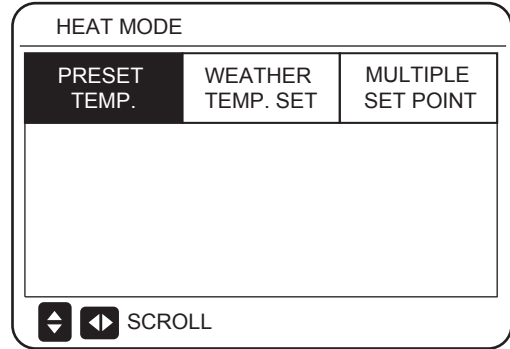 HEAT MODE
PRESET TEMP.
WEATHER TEMP. SET
MULTIPLE SET POINT
SCROLL